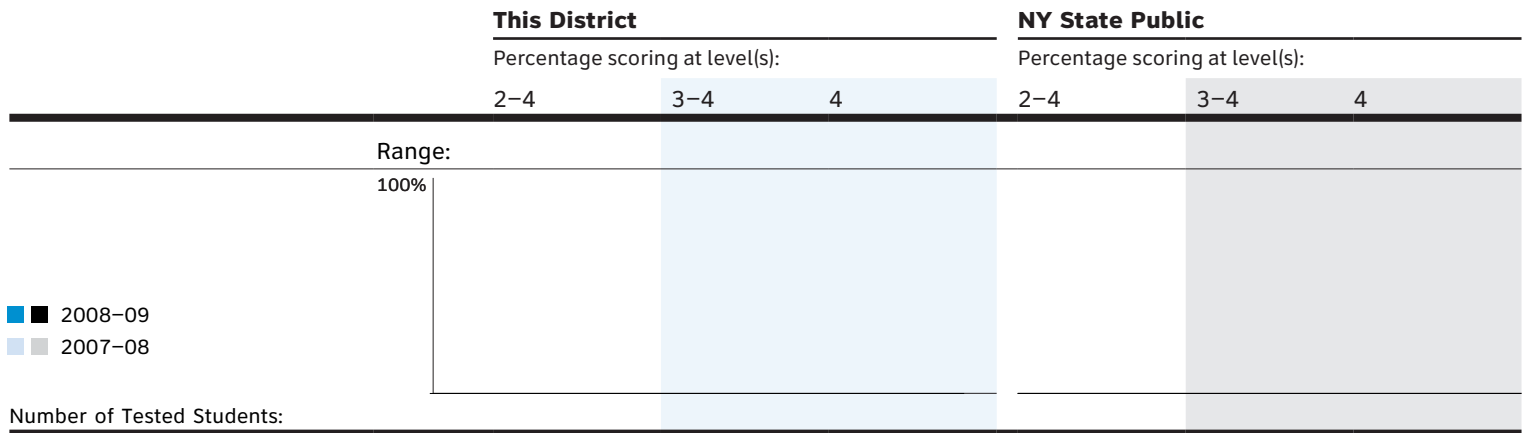 This District NY State Public
Percentage scoring at level(s): Percentage scoring at level(s):
2–4 3–4 4 2–4 3–4 4
Range:
100%
2008–09
2007–08
Number of Tested Students: